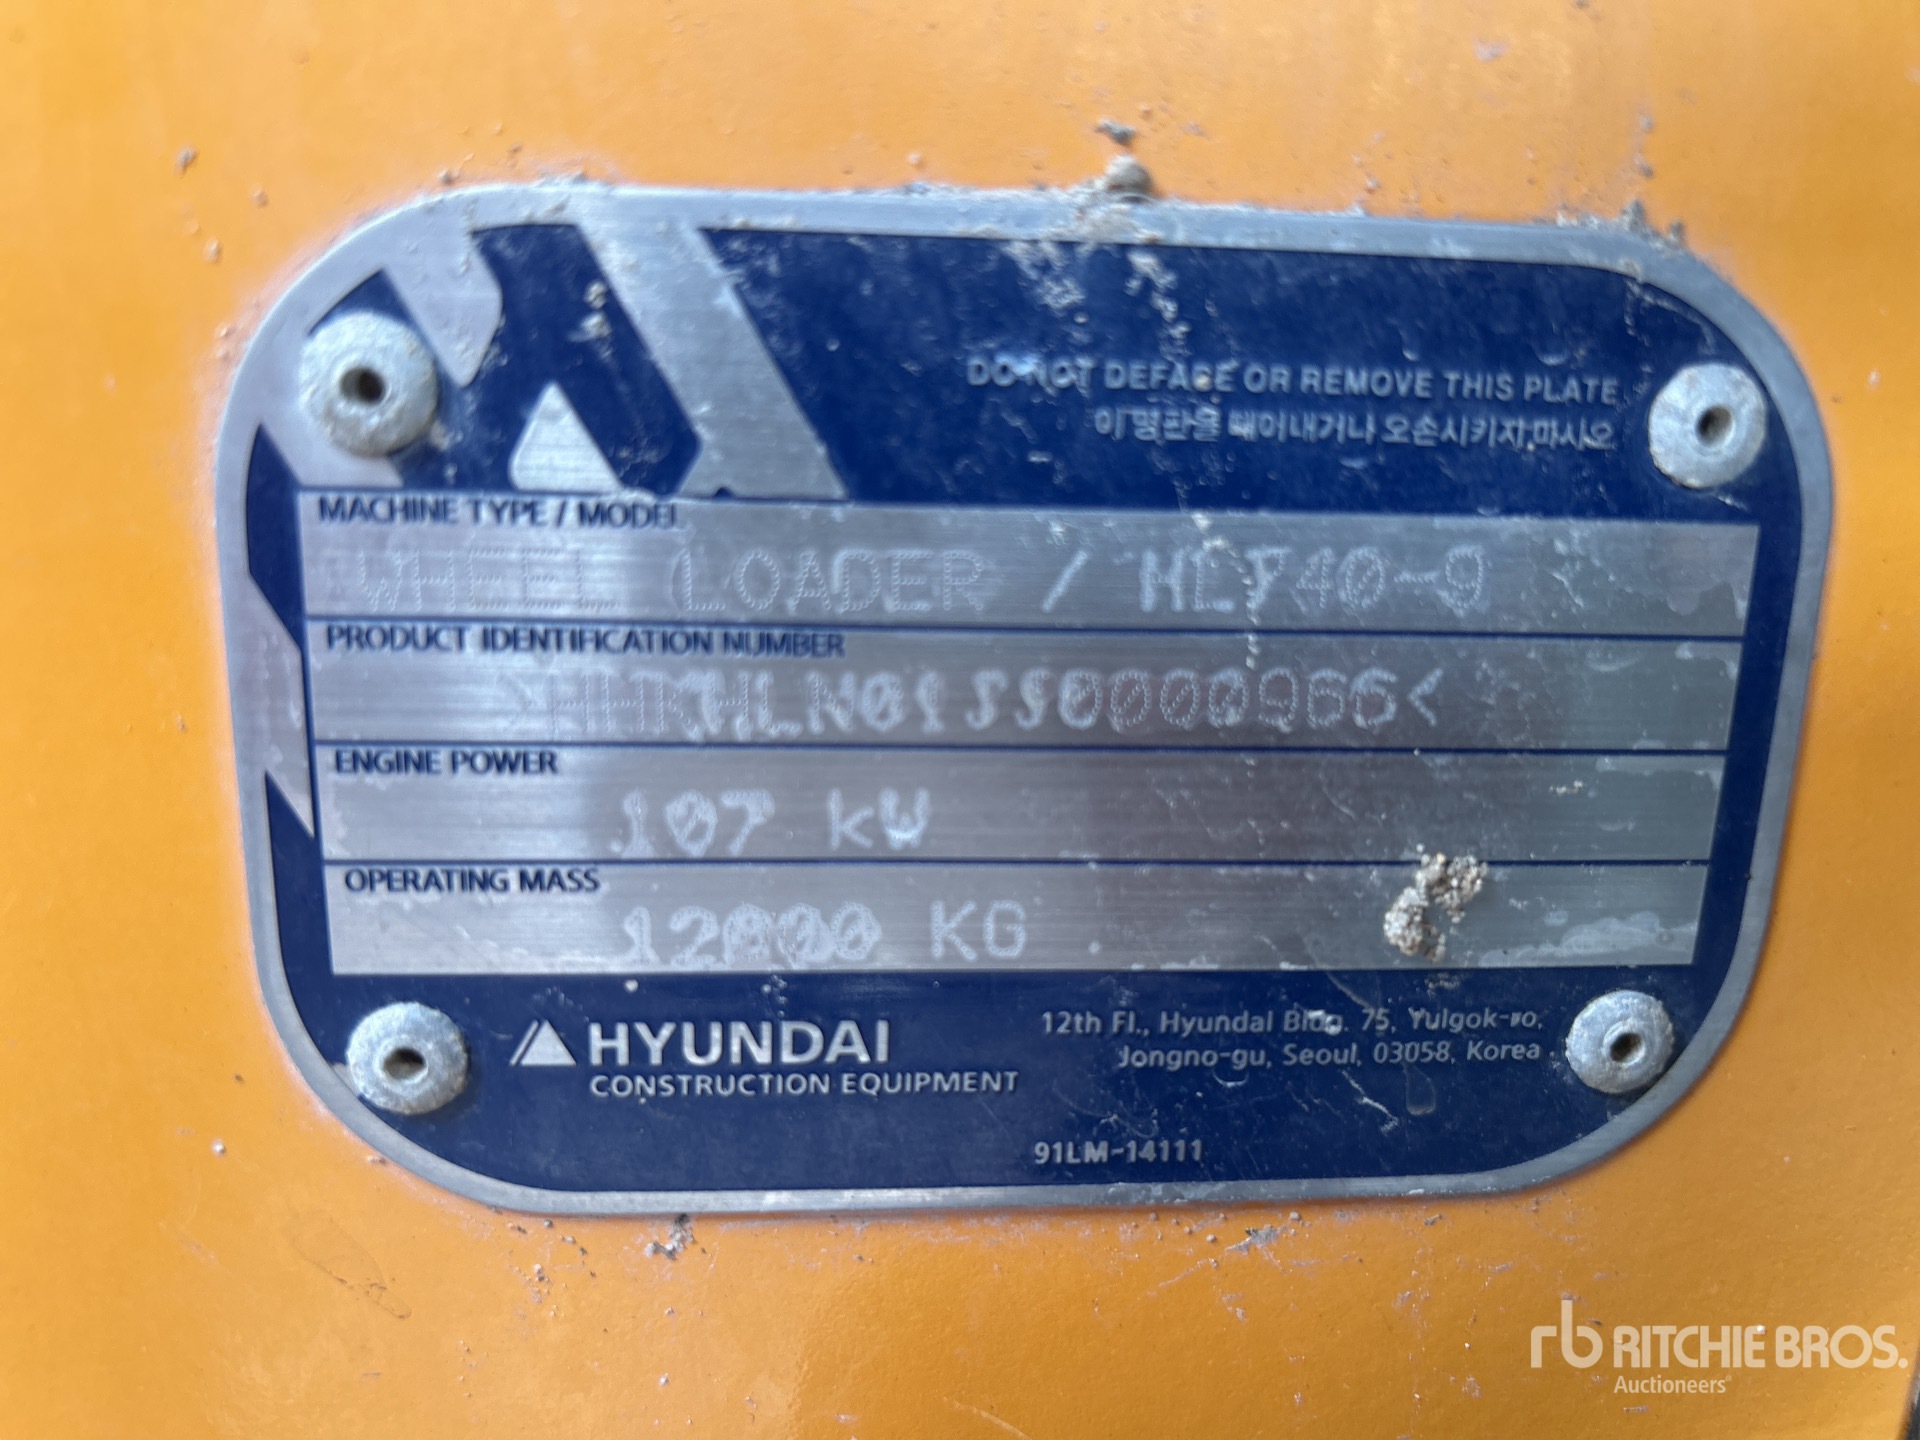 DO NOT DEFACE OR REMOVE THIS PLATE
이 명판을 떼어내거나 오손시키지 마시오
MACHINE TYPE / MODEL
WHEEL LOADER / HL740-9
PRODUCT IDENTIFICATION NUMBER
ENGINE POWER
107 kW
OPERATING MASS
12000 KG
HYUNDAI
CONSTRUCTION EQUIPMENT
12th Fl., Hyundai Bldg. 75, Yulgok-ro,
Jongno-gu, Seoul, 03058, Korea
91LM-14111
rb RITCHIE BROS.
Auctioneers